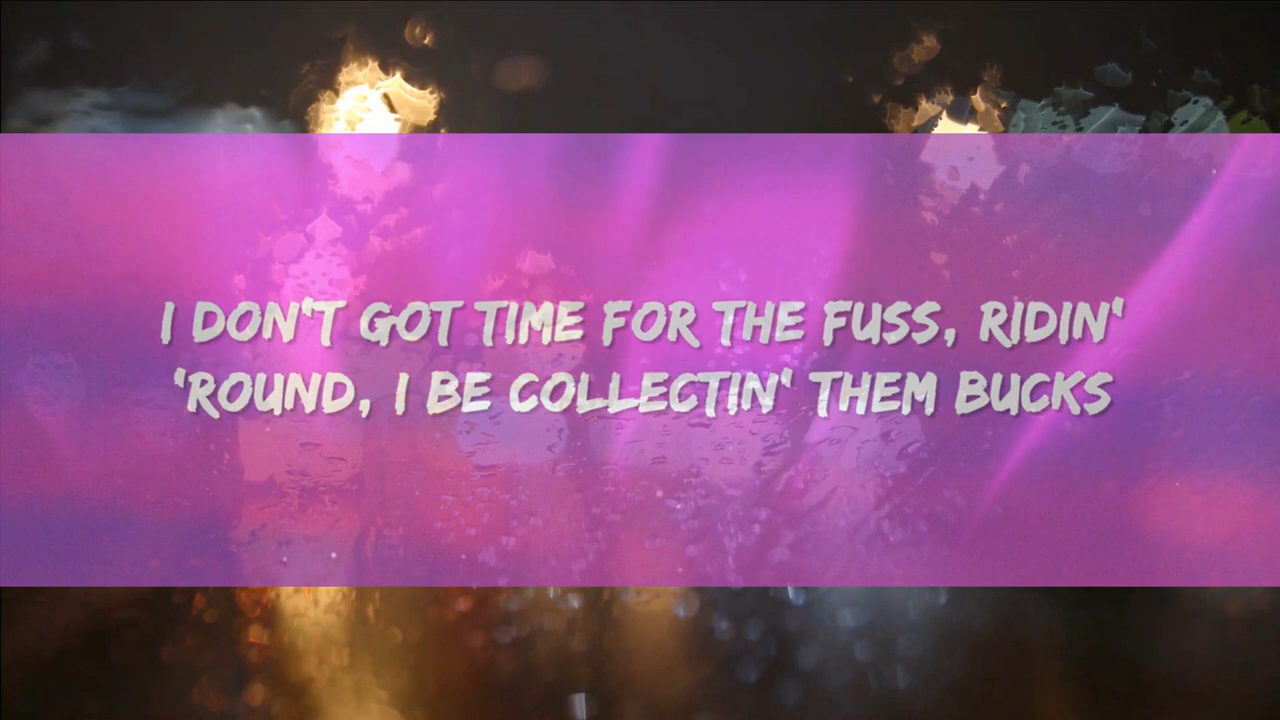 I DON'T GOT TIME FOR THE FUSS, RIDIN'
'ROUND, I BE COLLECTIN' THEM BUCKS